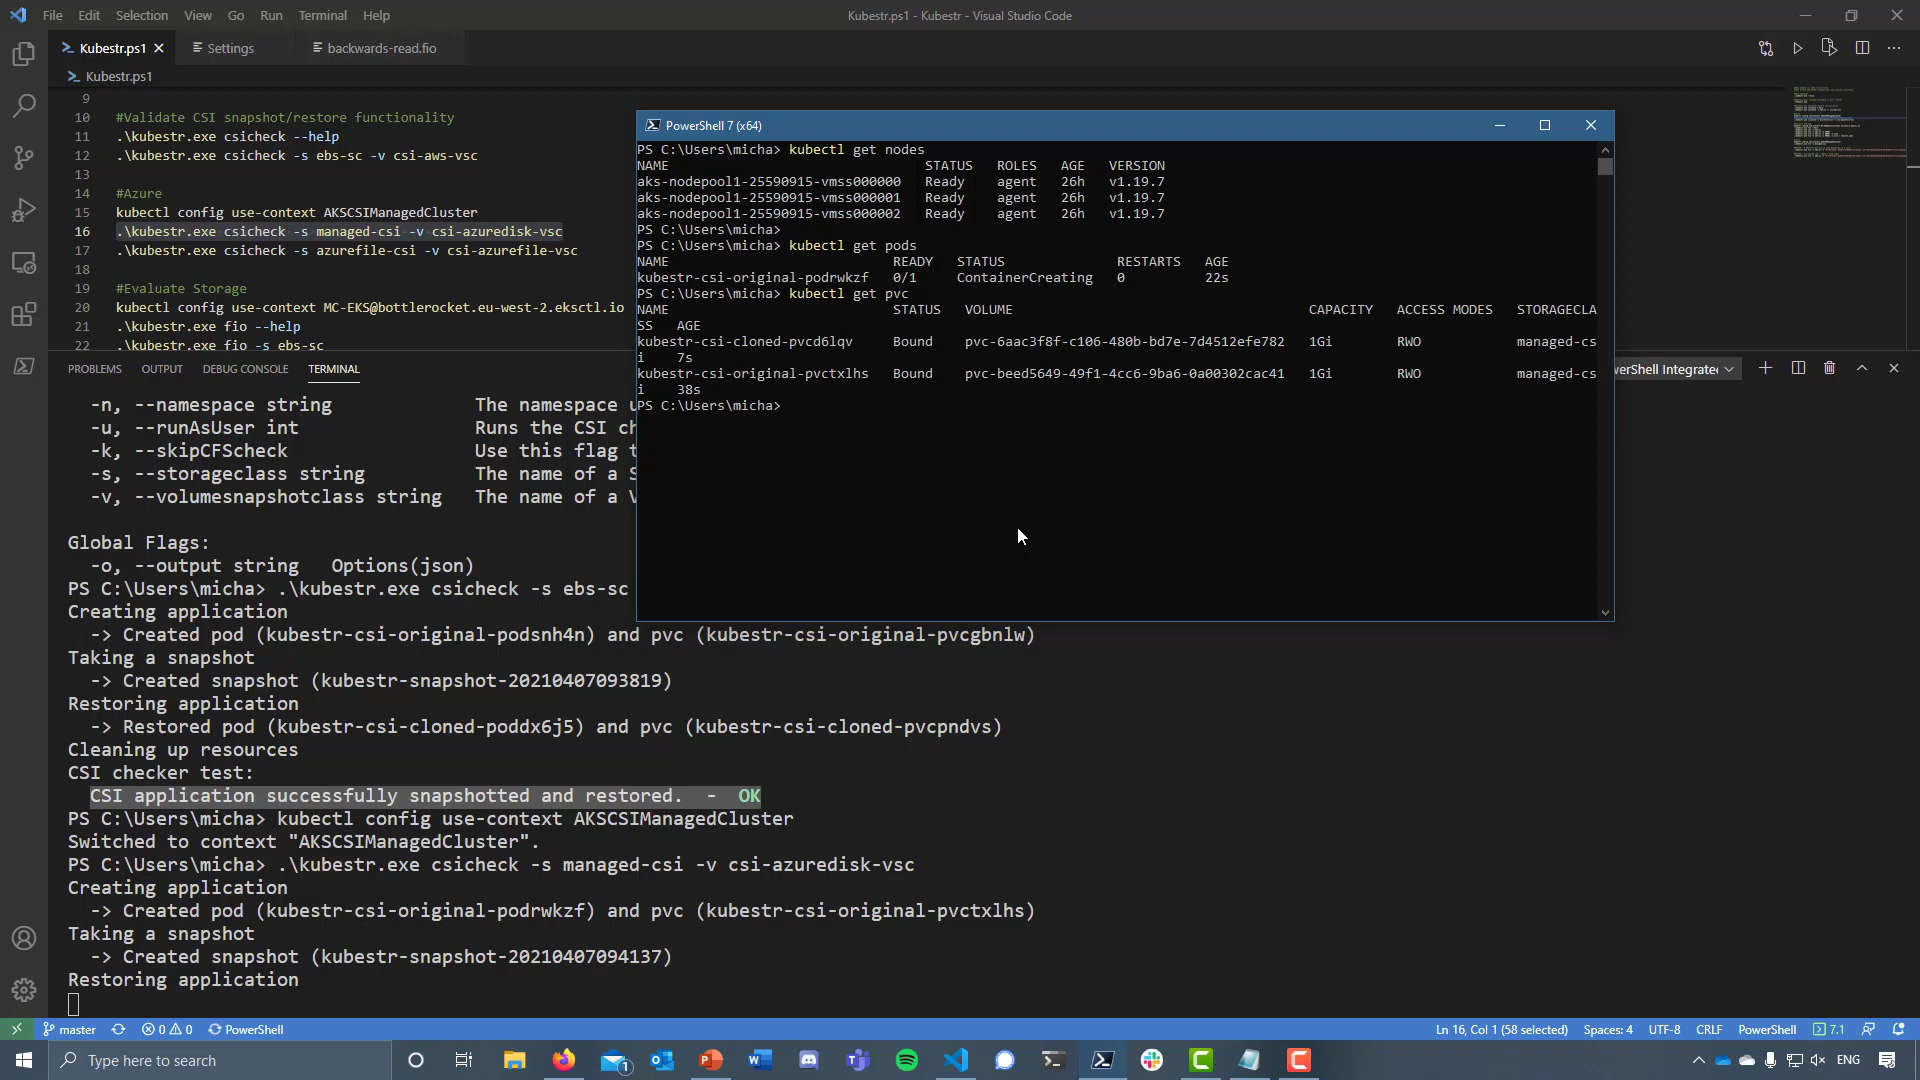 File Edit Selection View Go Run Terminal Help
Kubestr.ps1 - Kubestr - Visual Studio Code
Kubestr.ps1
Settings
backwards-read.fio
Kubestr.ps1
9
10 #Validate CSI snapshot/restore functionality
11 .\kubestr.exe csicheck --help
12 .\kubestr.exe csicheck -s ebs-sc -v csi-aws-vsc
13
14 #Azure
15 kubectl config use-context AKSCSIManagedCluster
16 .\kubestr.exe csicheck -s managed-csi -v csi-azuredisk-vsc
17 .\kubestr.exe csicheck -s azurefile-csi -v csi-azurefile-vsc
18
19 #Evaluate Storage
20 kubectl config use-context MC-EKS@bottlerocket.eu-west-2.eksctl.io
21 .\kubestr.exe fio --help
22 .\kubestr.exe fio -s ebs-sc
PowerShell 7 (x64)
PS C:\Users\micha> kubectl get nodes
NAME STATUS ROLES AGE VERSION
aks-nodepool1-25590915-vmss000000 Ready agent 26h v1.19.7
aks-nodepool1-25590915-vmss000001 Ready agent 26h v1.19.7
aks-nodepool1-25590915-vmss000002 Ready agent 26h v1.19.7
PS C:\Users\micha>
PS C:\Users\micha> kubectl get pods
NAME READY STATUS RESTARTS AGE
kubestr-csi-original-podrwkzf 0/1 ContainerCreating 0 22s
PS C:\Users\micha> kubectl get pvc
NAME STATUS VOLUME CAPACITY ACCESS MODES STORAGECLA
SS AGE
kubestr-csi-cloned-pvcd6lqv Bound pvc-6aac3f8f-c106-480b-bd7e-7d4512efe782 1Gi RWO managed-cs
i 7s
kubestr-csi-original-pvctxlhs Bound pvc-beed5649-49f1-4cc6-9ba6-0a00302cac41 1Gi RWO managed-cs
i 38s
PS C:\Users\micha>
PROBLEMS OUTPUT DEBUG CONSOLE TERMINAL
werShell Integrated
-n, --namespace string The namespace u
-u, --runAsUser int Runs the CSI ch
-k, --skipCFScheck Use this flag t
-s, --storageclass string The name of a S
-v, --volumesnapshotclass string The name of a V
Global Flags:
-o, --output string Options(json)
PS C:\Users\micha> .\kubestr.exe csicheck -s ebs-sc
Creating application
-> Created pod (kubestr-csi-original-podsnh4n) and pvc (kubestr-csi-original-pvcgbnlw)
Taking a snapshot
-> Created snapshot (kubestr-snapshot-20210407093819)
Restoring application
-> Restored pod (kubestr-csi-cloned-poddx6j5) and pvc (kubestr-csi-cloned-pvcpndvs)
Cleaning up resources
CSI checker test:
CSI application successfully snapshotted and restored. - OK
PS C:\Users\micha> kubectl config use-context AKSCSIManagedCluster
Switched to context "AKSCSIManagedCluster".
PS C:\Users\micha> .\kubestr.exe csicheck -s managed-csi -v csi-azuredisk-vsc
Creating application
-> Created pod (kubestr-csi-original-podrwkzf) and pvc (kubestr-csi-original-pvctxlhs)
Taking a snapshot
-> Created snapshot (kubestr-snapshot-20210407094137)
Restoring application
master 0 0 PowerShell
Ln 16, Col 1 (58 selected) Spaces: 4 UTF-8 CRLF PowerShell 7.1
Type here to search
1
ENG